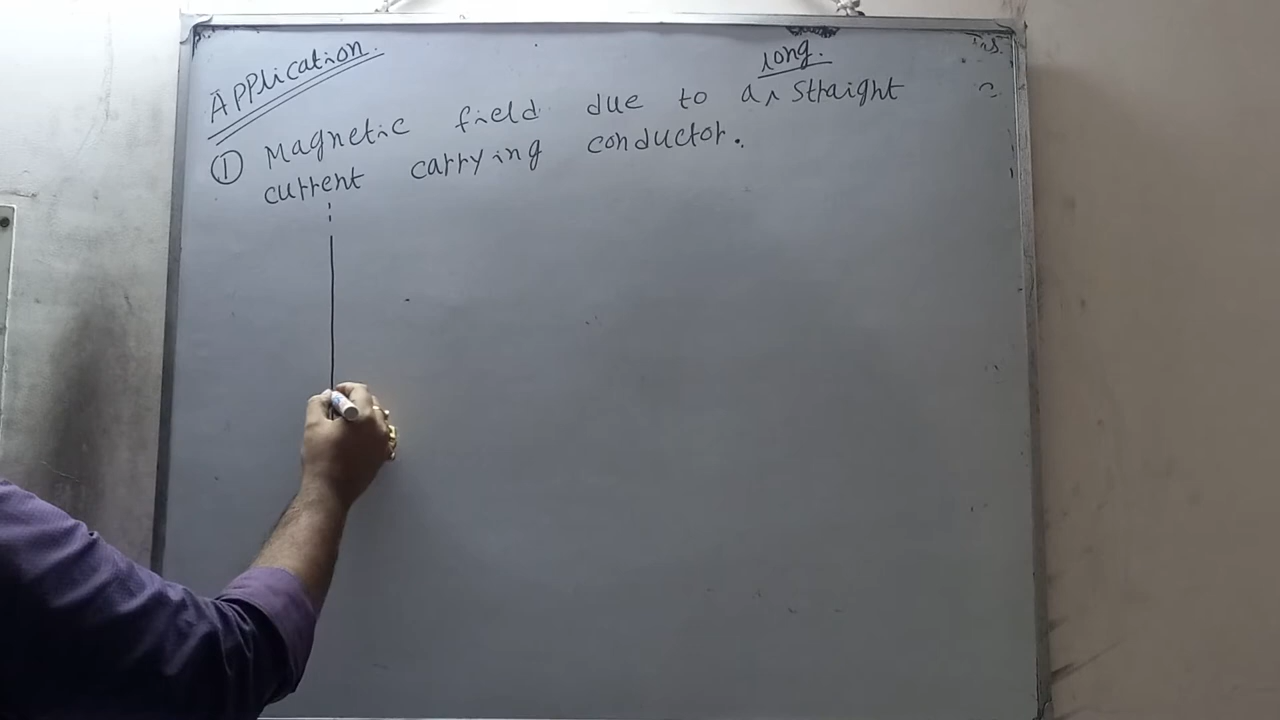 Application.
long.
① Magnetic field due to a ^ straight
current carrying conductor.